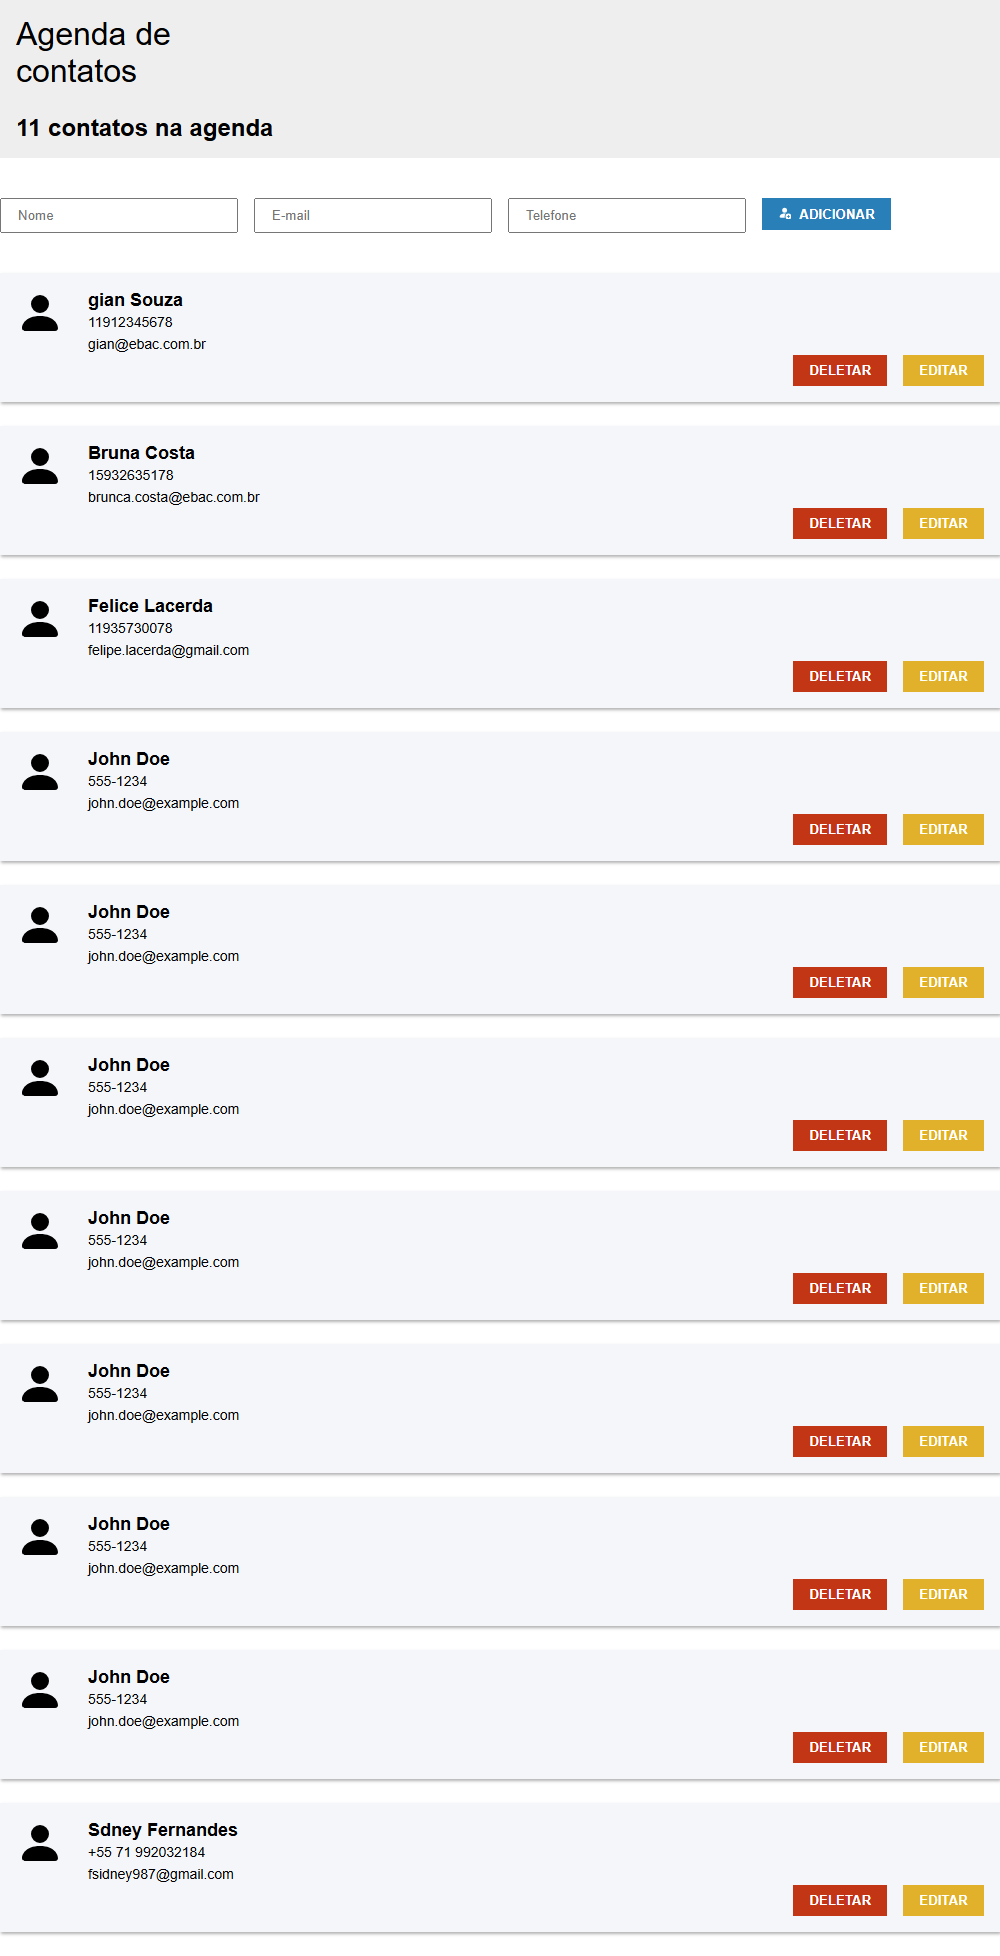 Agenda de
contatos
11 contatos na agenda
Nome E-mail Telefone ADICIONAR
gian Souza
11912345678
gian@ebac.com.br
DELETAR EDITAR
Bruna Costa
15932635178
brunca.costa@ebac.com.br
DELETAR EDITAR
Felice Lacerda
11935730078
felipe.lacerda@gmail.com
DELETAR EDITAR
John Doe
555-1234
john.doe@example.com
DELETAR EDITAR
John Doe
555-1234
john.doe@example.com
DELETAR EDITAR
John Doe
555-1234
john.doe@example.com
DELETAR EDITAR
John Doe
555-1234
john.doe@example.com
DELETAR EDITAR
John Doe
555-1234
john.doe@example.com
DELETAR EDITAR
John Doe
555-1234
john.doe@example.com
DELETAR EDITAR
John Doe
555-1234
john.doe@example.com
DELETAR EDITAR
Sdney Fernandes
+55 71 992032184
fsidney987@gmail.com
DELETAR EDITAR